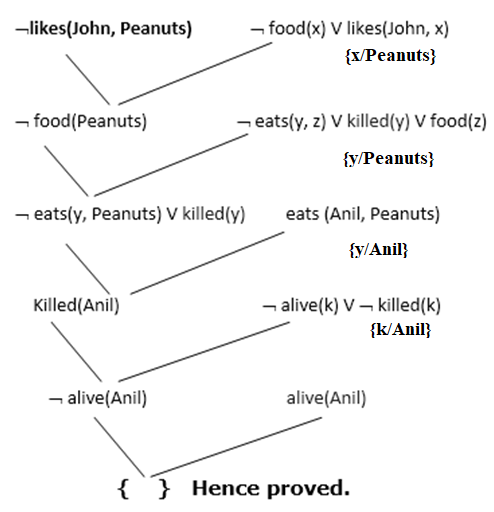 ¬likes(John, Peanuts) ¬ food(x) V likes(John, x)
{x/Peanuts}
¬ food(Peanuts) ¬ eats(y, z) V killed(y) V food(z)
{y/Peanuts}
¬ eats(y, Peanuts) V killed(y) eats (Anil, Peanuts)
{y/Anil}
Killed(Anil) ¬ alive(k) V ¬ killed(k)
{k/Anil}
¬ alive(Anil) alive(Anil)
{ } Hence proved.